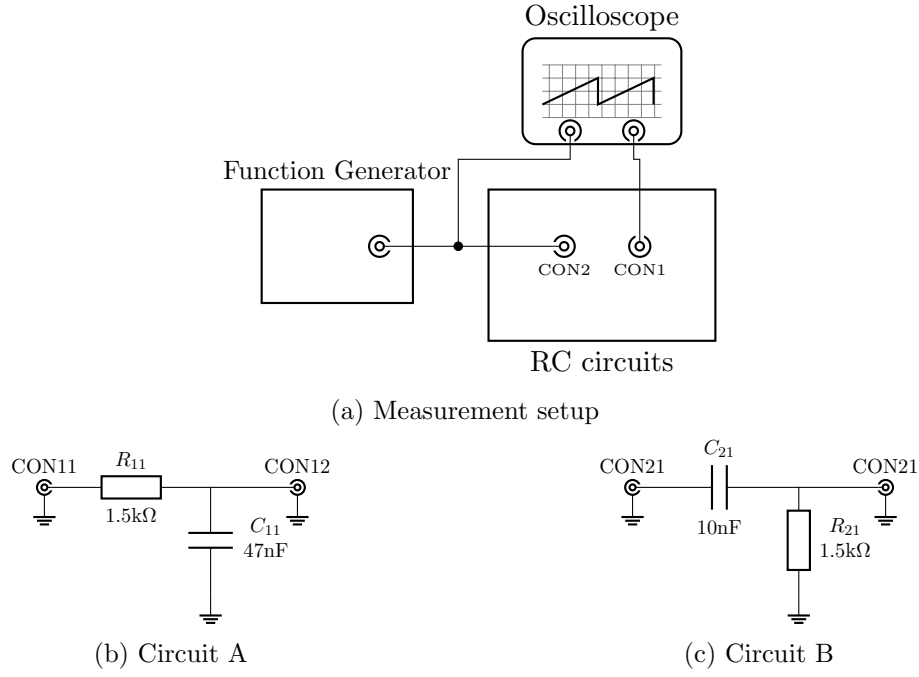 Oscilloscope
Function Generator
CON2
CON1
RC circuits
(a) Measurement setup
CON11
R11
1.5kΩ
CON12
C11
47nF
(b) Circuit A
CON21
C21
10nF
CON21
R21
1.5kΩ
(c) Circuit B